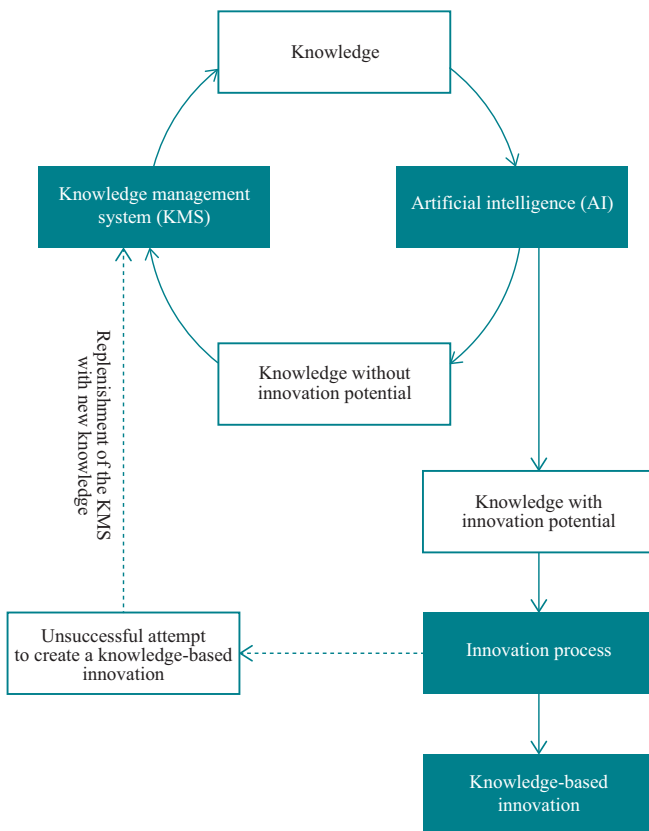 Knowledge
Knowledge management
system (KMS)
Artificial intelligence (AI)
Knowledge without
innovation potential
Replenishment of the KMS
with new knowledge
Knowledge with
innovation potential
Unsuccessful attempt
to create a knowledge-based
innovation
Innovation process
Knowledge-based
innovation